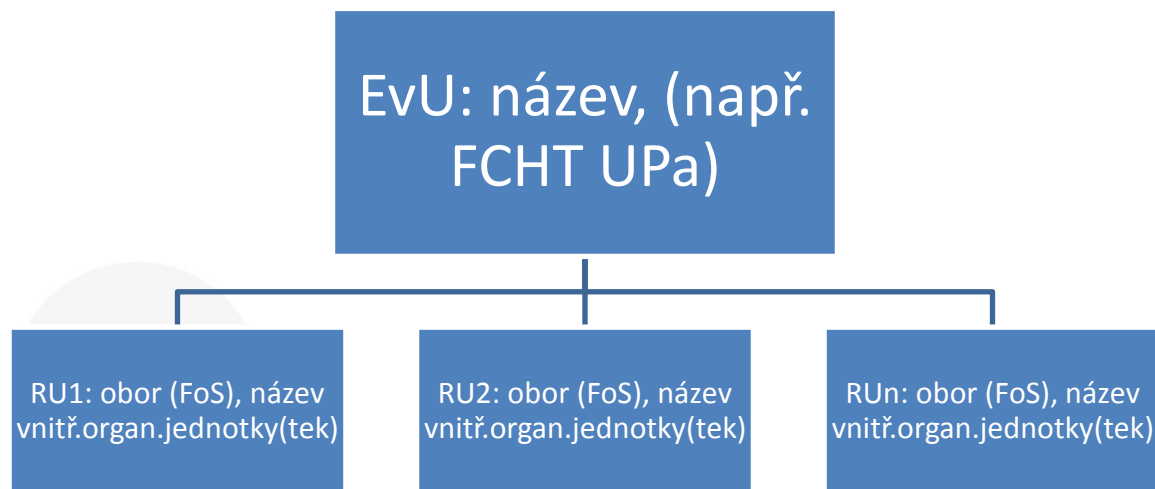 EvU: název, (např.
FCHT UPa)
RU1: obor (FoS), název
vnitř.organ.jednotky(tek)
RU2: obor (FoS), název
vnitř.organ.jednotky(tek)
RUn: obor (FoS), název
vnitř.organ.jednotky(tek)